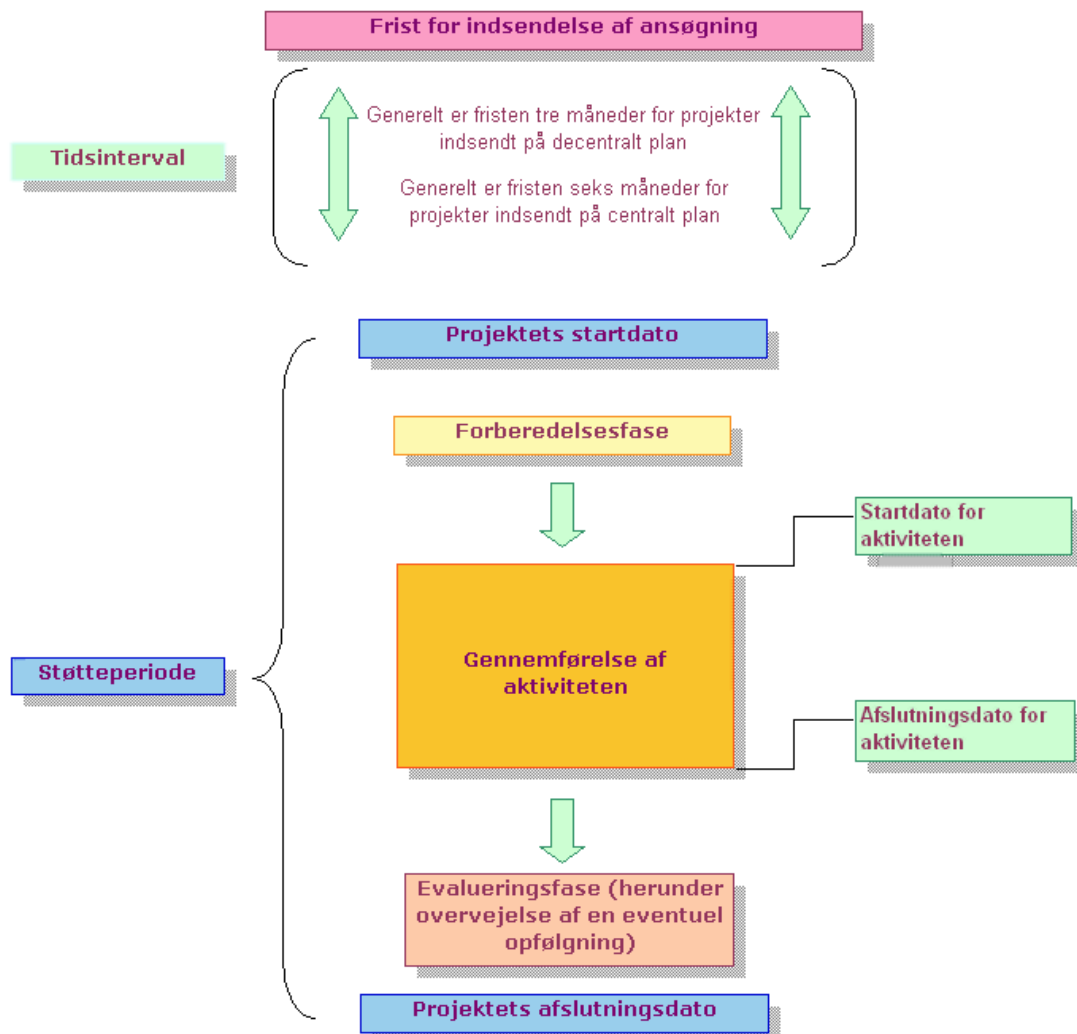 Frist for indsendelse af ansøgning
Generelt er fristen tre måneder for projekter
indsendt på decentralt plan
Tidsinterval
Generelt er fristen seks måneder for
projekter indsendt på centralt plan
Projektets startdato
Forberedelsesfase
Startdato for
aktiviteten
Gennemførelse af
aktiviteten
Støtteperiode
Afslutningsdato for
aktiviteten
Evalueringsfase (herunder
overvejelse af en eventuel
opfølgning)
Projektets afslutningsdato